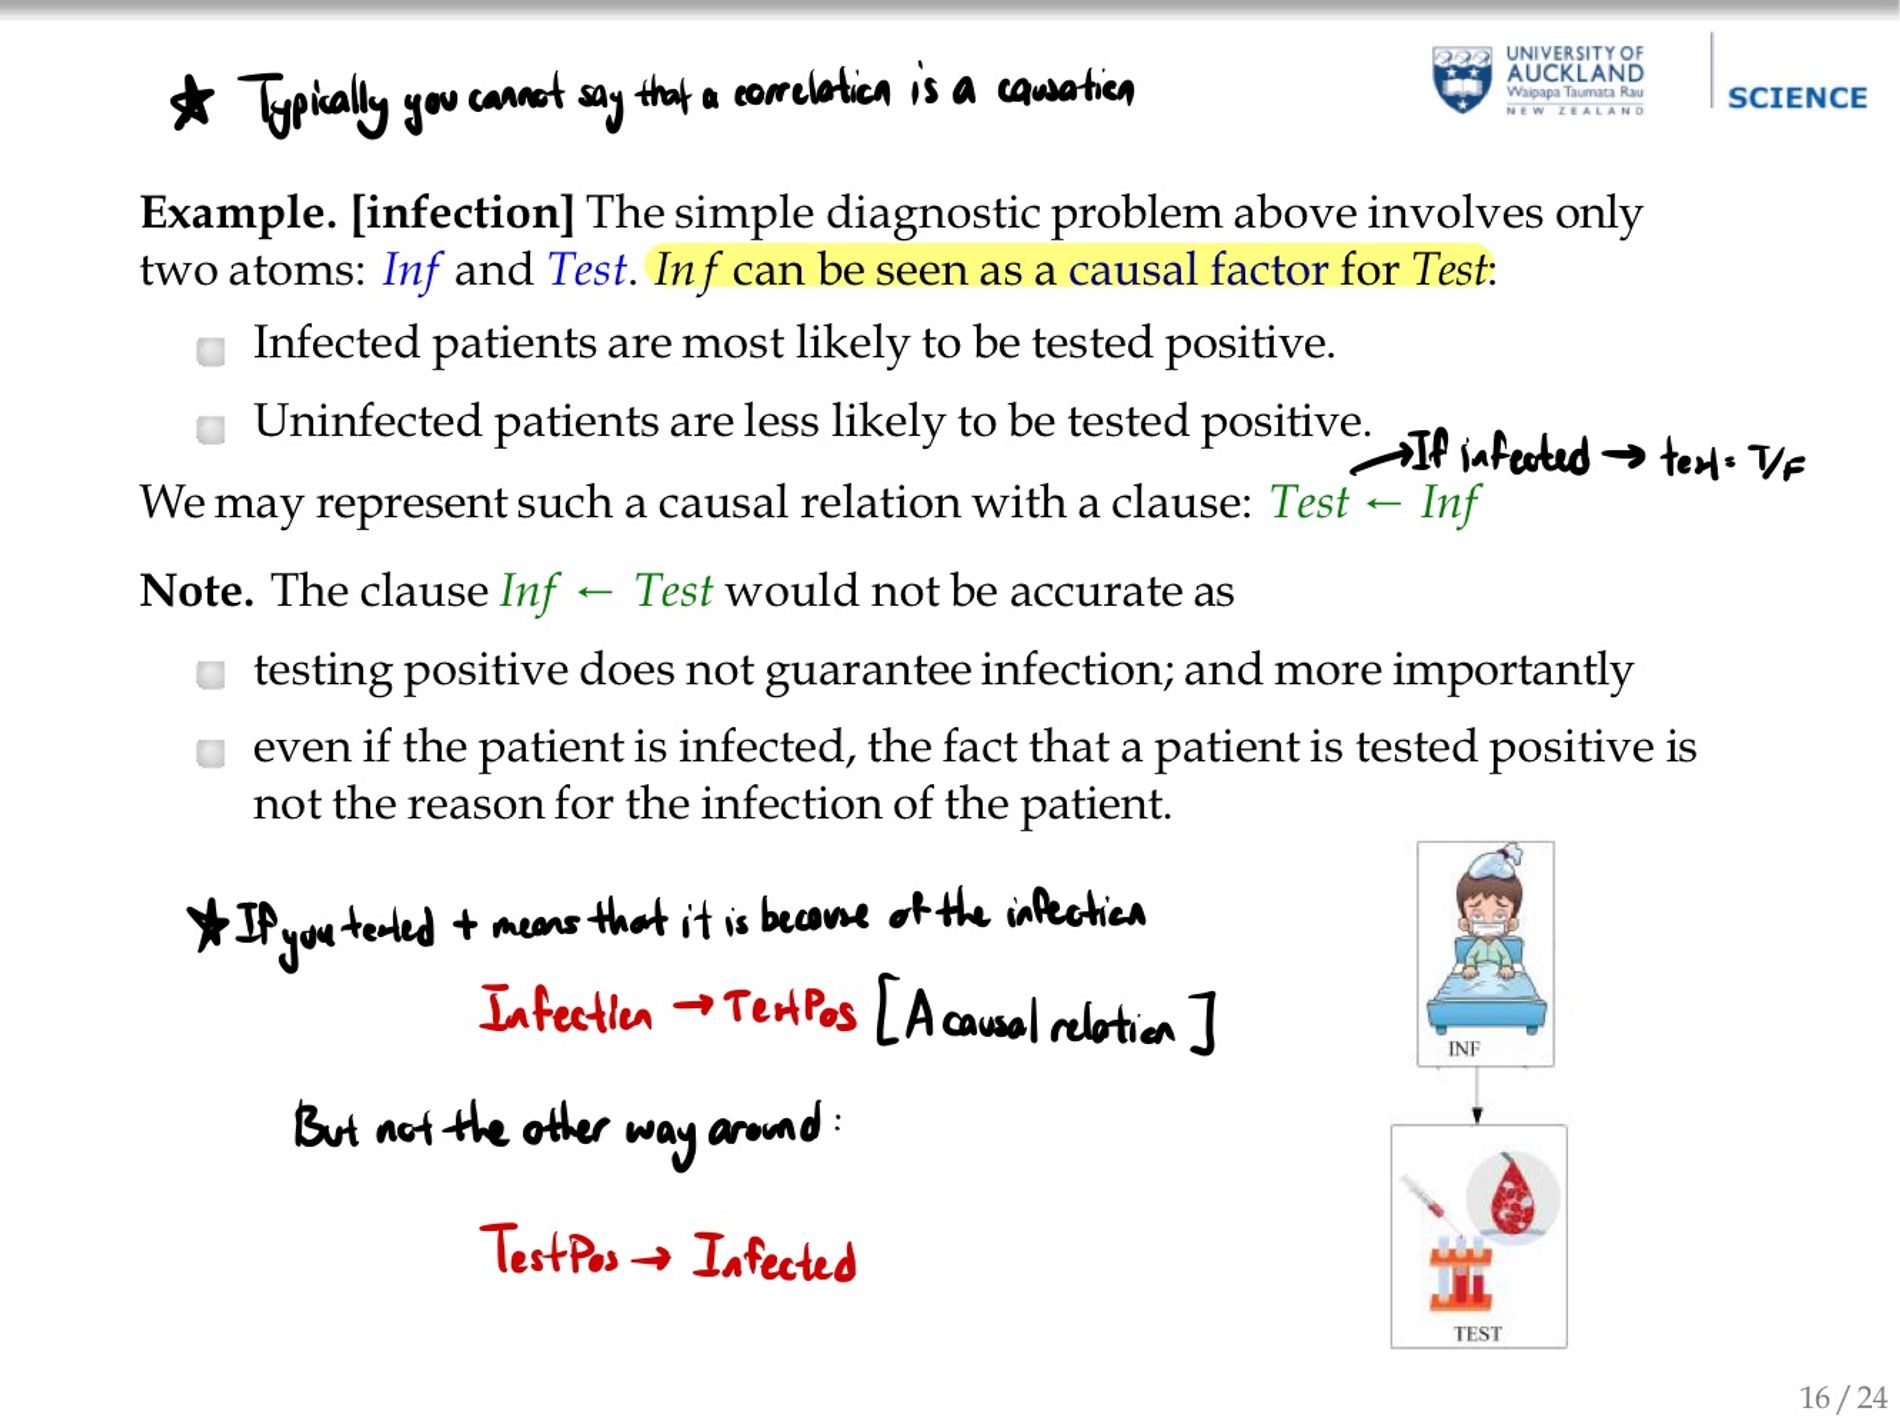 ★ Typically you cannot say that a correlation is a causation
UNIVERSITY OF
AUCKLAND
Waipapa Taumata Rau
NEW ZEALAND
SCIENCE
Example. [infection] The simple diagnostic problem above involves only
two atoms: Inf and Test. Inf can be seen as a causal factor for Test:
Infected patients are most likely to be tested positive.
Uninfected patients are less likely to be tested positive.
→ If infected → test = T/F
We may represent such a causal relation with a clause: Test ← Inf
Note. The clause Inf ← Test would not be accurate as
testing positive does not guarantee infection; and more importantly
even if the patient is infected, the fact that a patient is tested positive is
not the reason for the infection of the patient.
★ If you tested + means that it is because of the infection
Infection → TestPos [A causal relation]
INF
But not the other way around:
TestPos → Infected
TEST
16 / 24